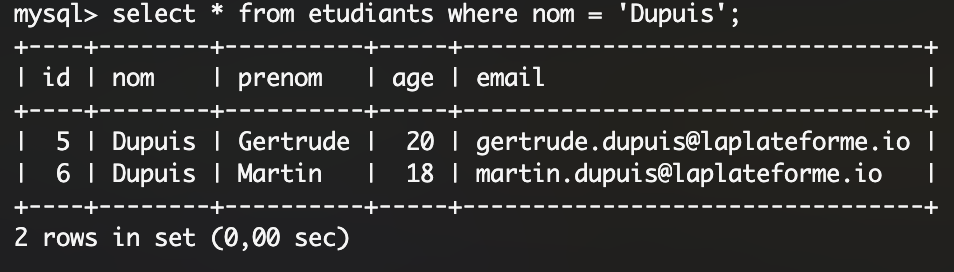 mysql> select * from etudiants where nom = 'Dupuis';
+----+--------+----------+-----+---------------------------------+
| id | nom    | prenom   | age | email                           |
+----+--------+----------+-----+---------------------------------+
|  5 | Dupuis | Gertrude |  20 | gertrude.dupuis@laplateforme.io |
|  6 | Dupuis | Martin   |  18 | martin.dupuis@laplateforme.io   |
+----+--------+----------+-----+---------------------------------+
2 rows in set (0,00 sec)